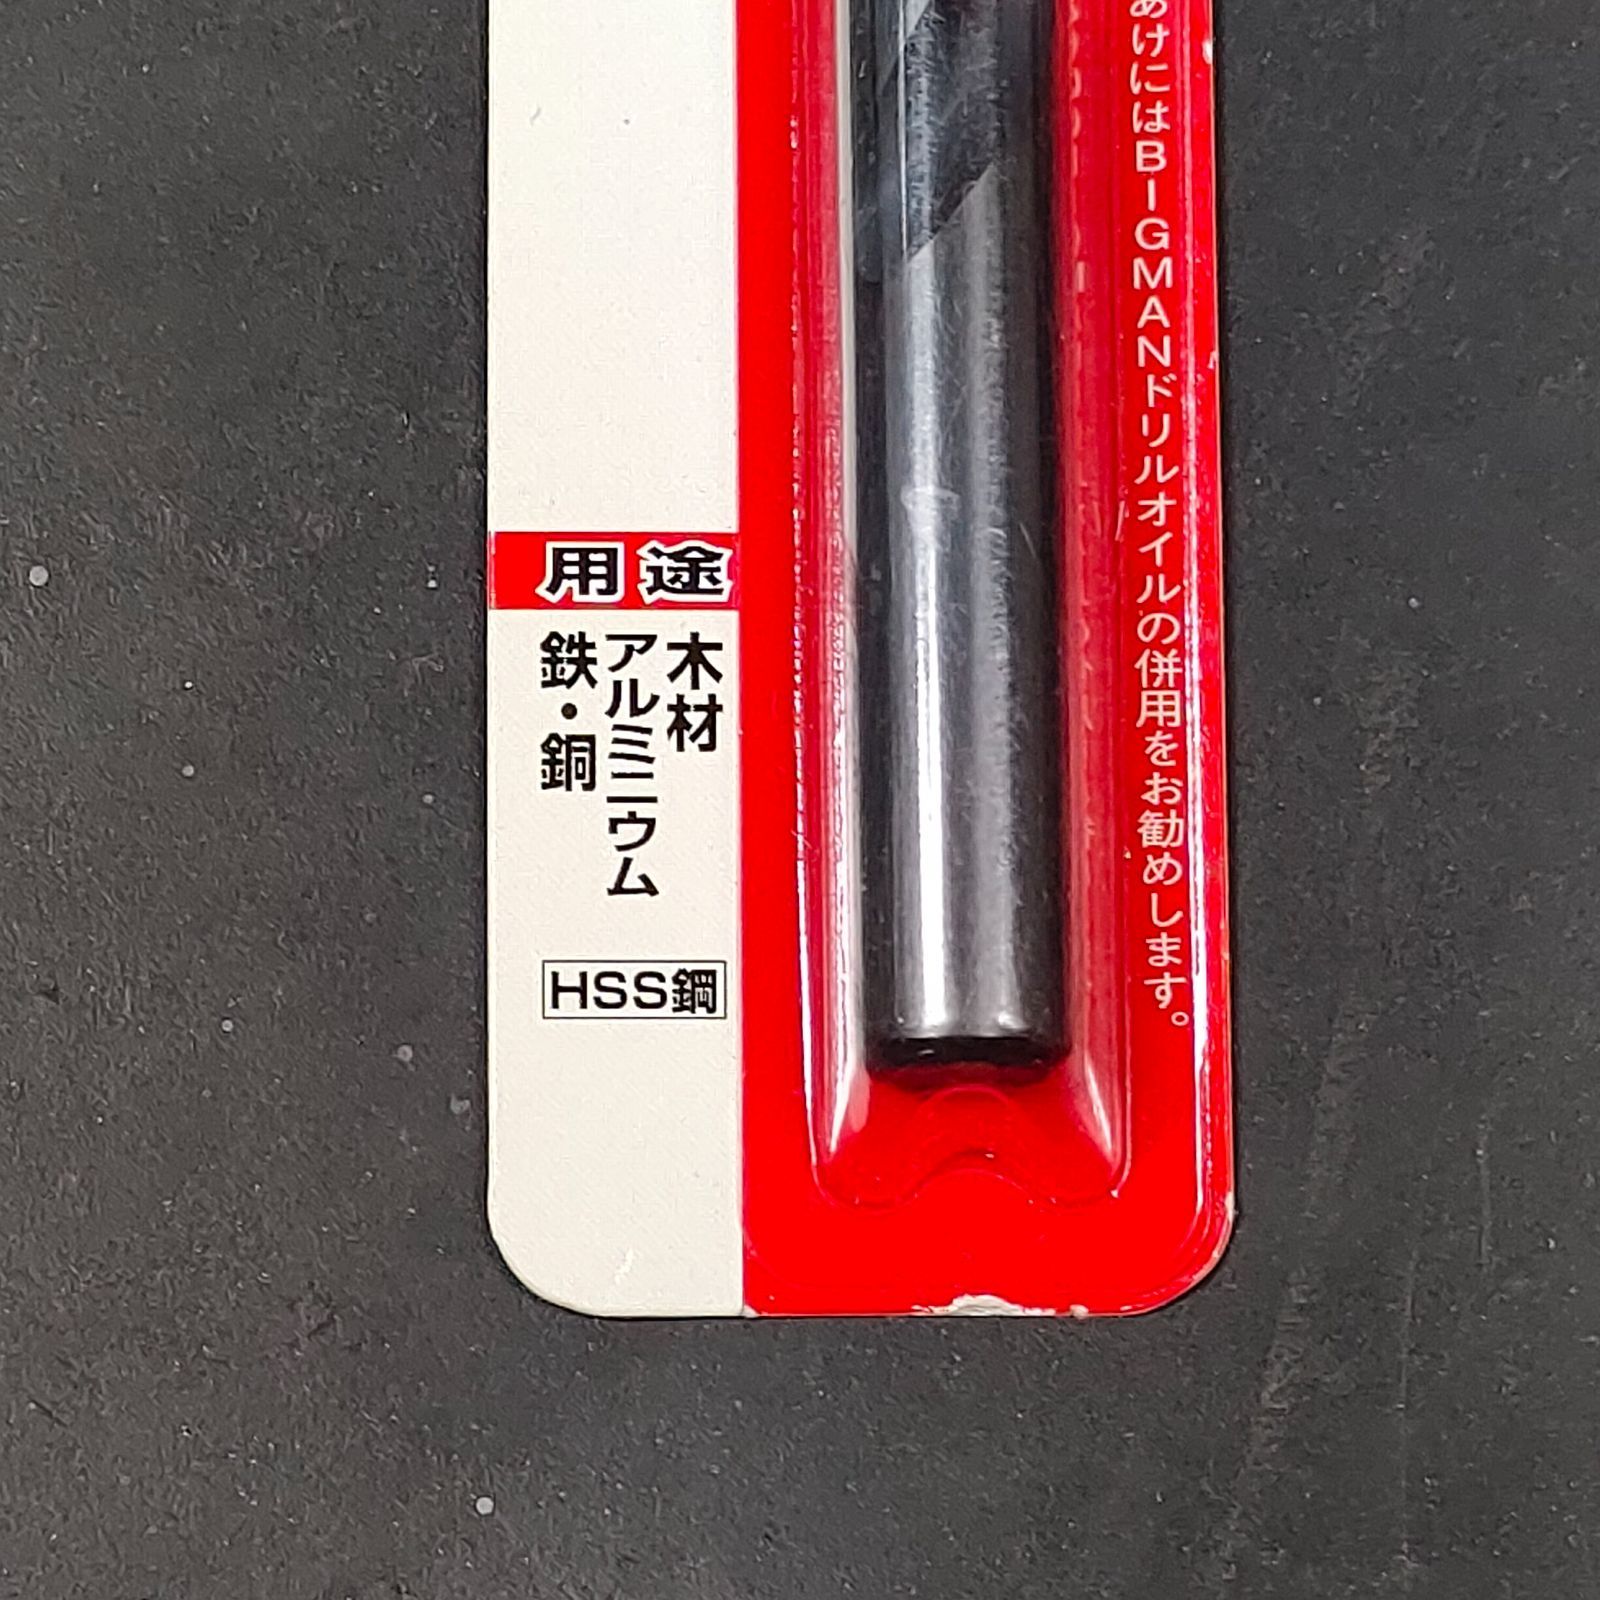 用途
木材
アルミニウム
鉄・銅
HSS鋼
あけにはBIGMANドリルオイルの併用をお勧めします。